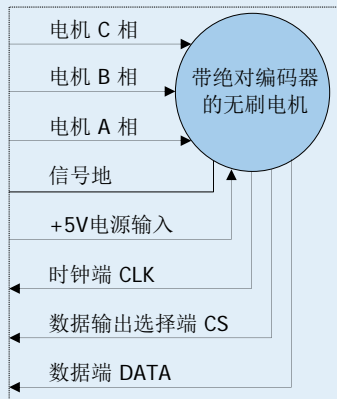 电机 C 相
带绝对编码器
的无刷电机
电机 B 相
电机 A 相
信号地
+5V电源输入
时钟端 CLK
数据输出选择端 CS
数据端 DATA